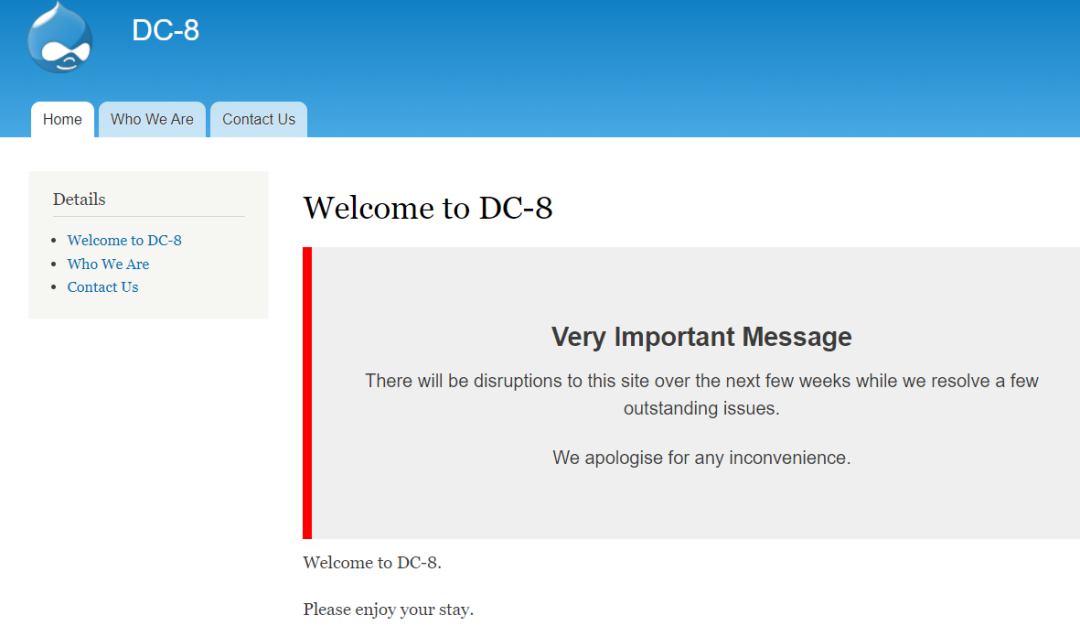 DC-8
Home
Who We Are
Contact Us
Details
Welcome to DC-8
Who We Are
Contact Us
Welcome to DC-8
Very Important Message
There will be disruptions to this site over the next few weeks while we resolve a few
outstanding issues.
We apologise for any inconvenience.
Welcome to DC-8.
Please enjoy your stay.